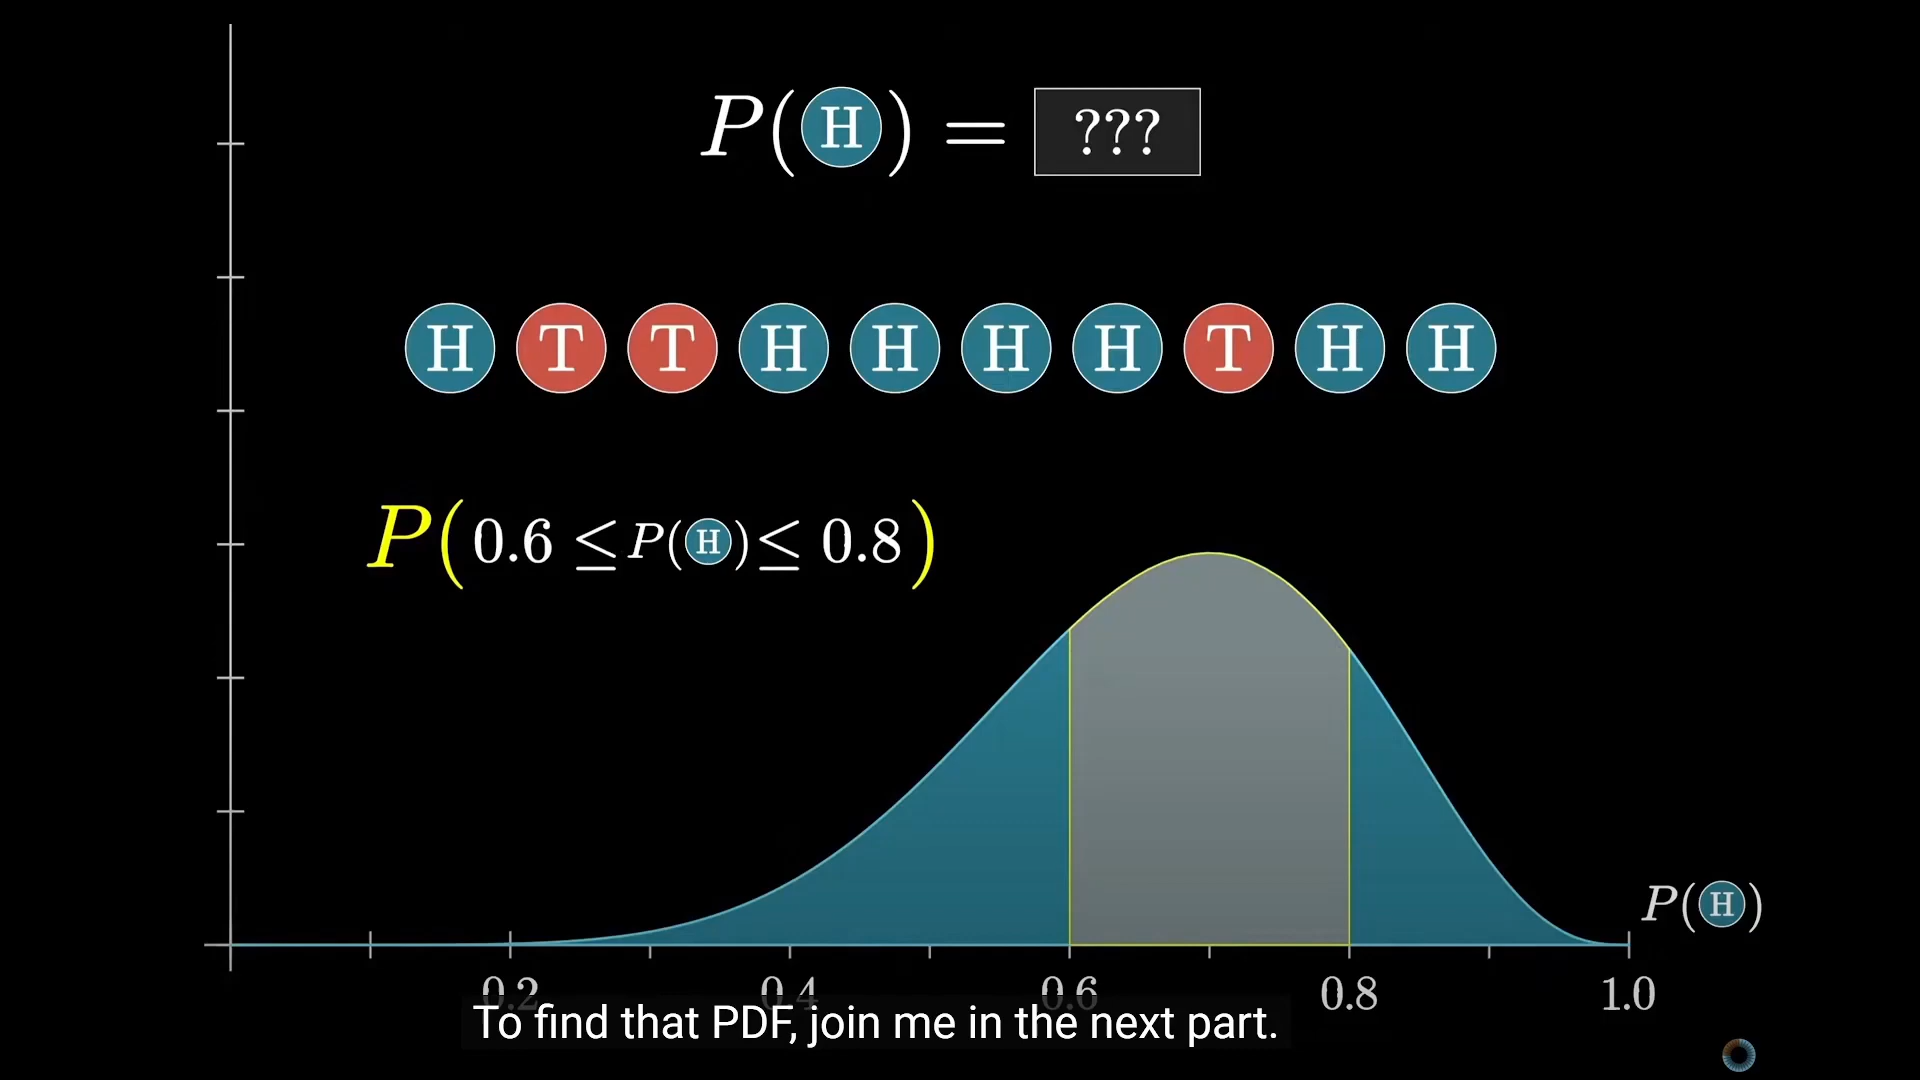 P(H) = ???
H T T H H H H T H H
P(0.6 ≤ P(H) ≤ 0.8)
P(H)
0.2 0.4 0.6 0.8 1.0
To find that PDF, join me in the next part.